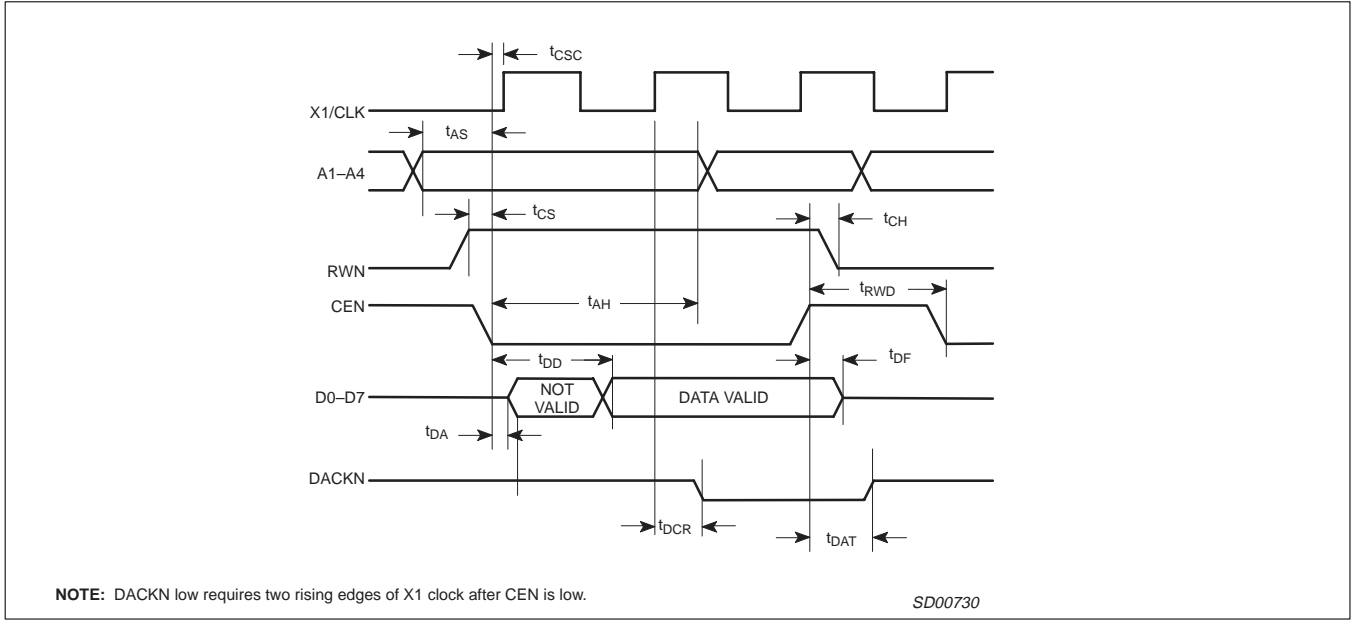 tCSC
X1/CLK
tAS
A1–A4
tCS
tCH
RWN
tRWD
CEN
tAH
tDD
tDF
D0–D7
NOT
VALID
DATA VALID
tDA
DACKN
tDCR
tDAT
NOTE: DACKN low requires two rising edges of X1 clock after CEN is low.
SD00730